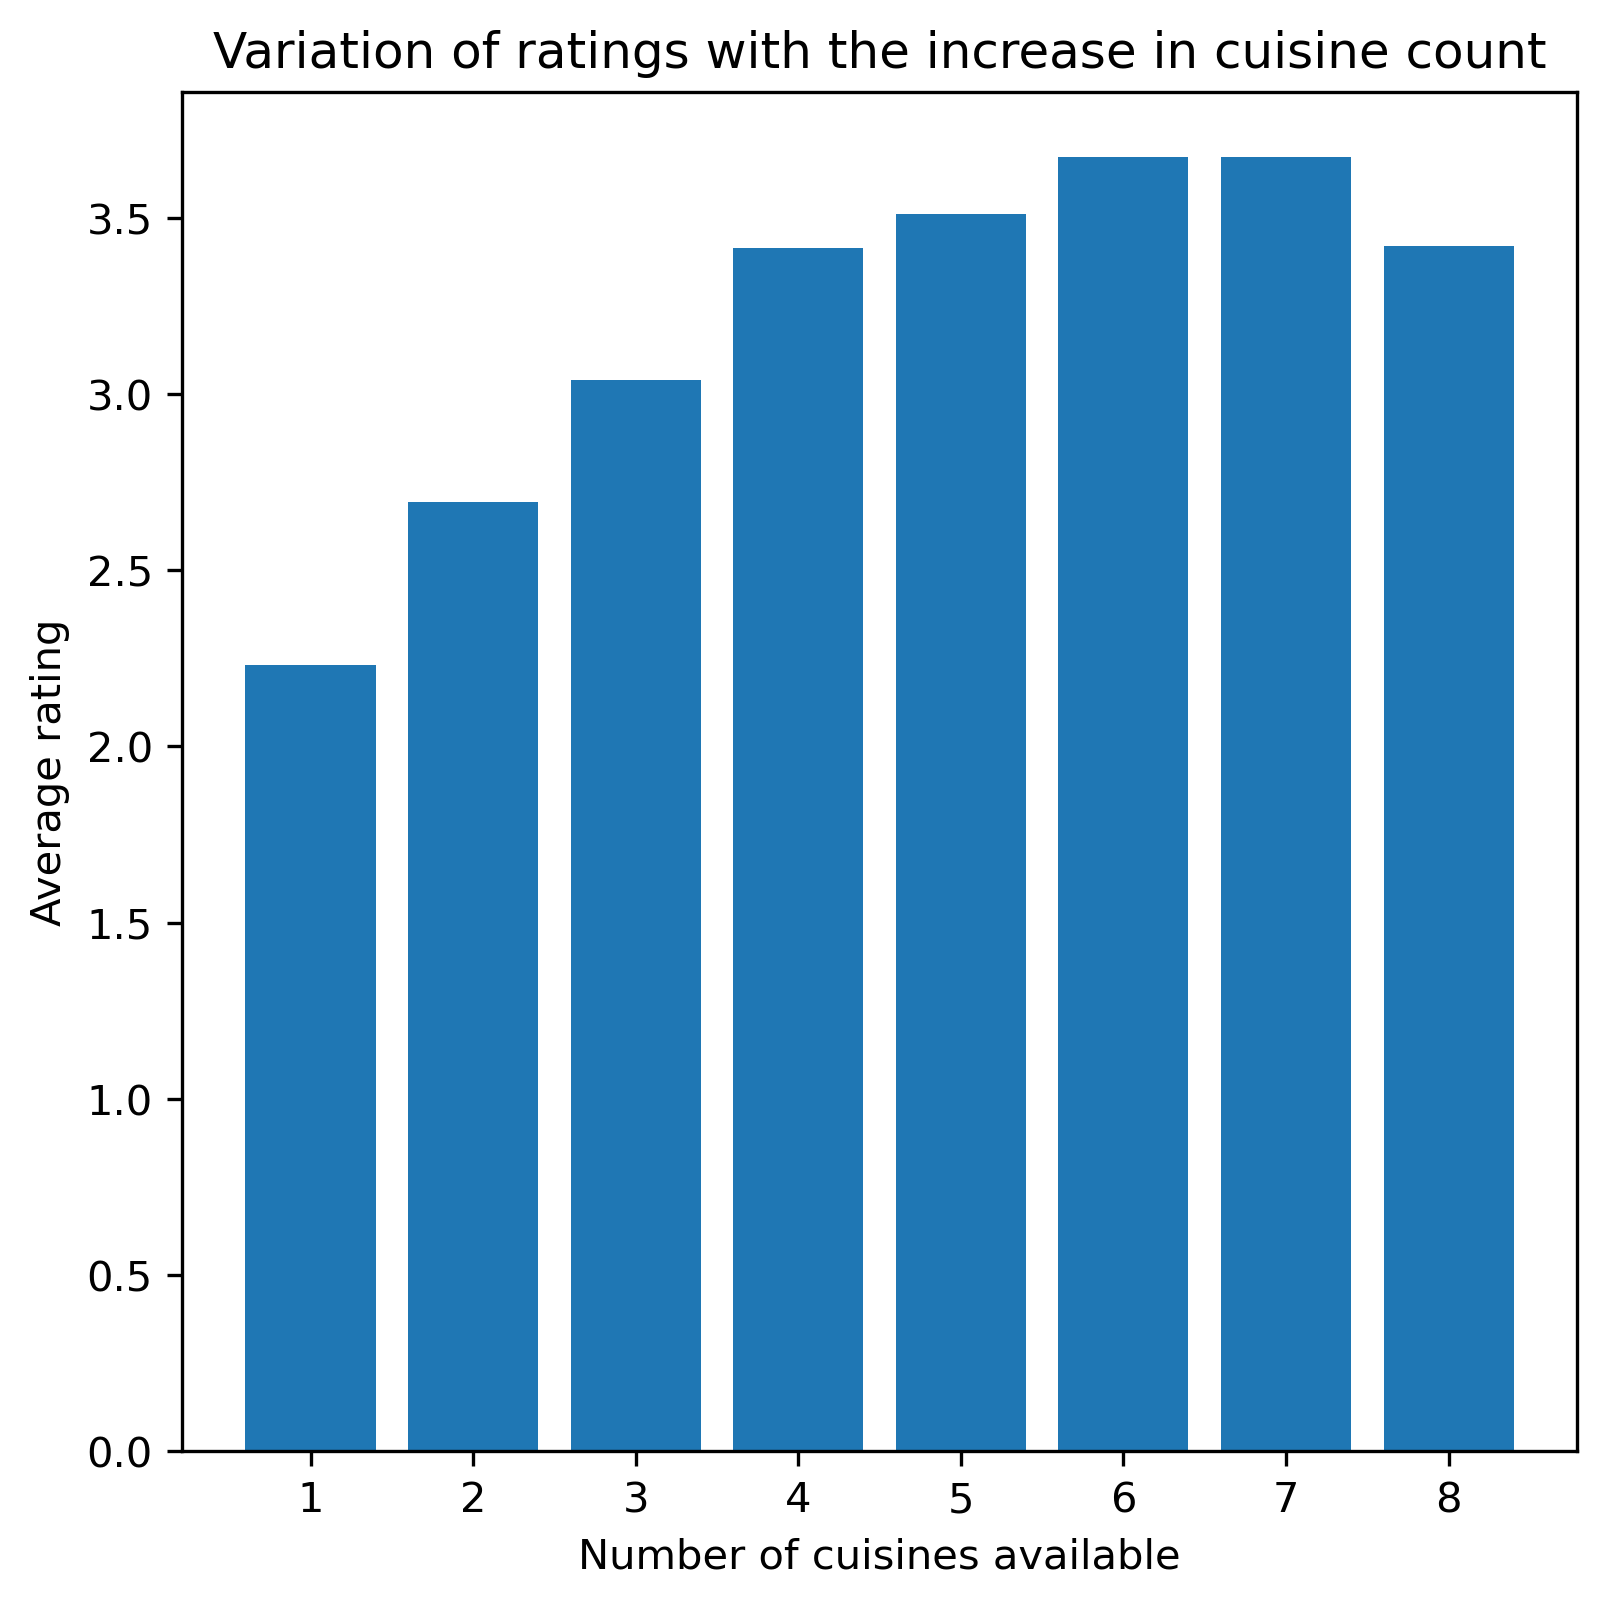 Variation of ratings with the increase in cuisine count
Average rating
3.5
3.0
2.5
2.0
1.5
1.0
0.5
0.0
1 2 3 4 5 6 7 8
Number of cuisines available